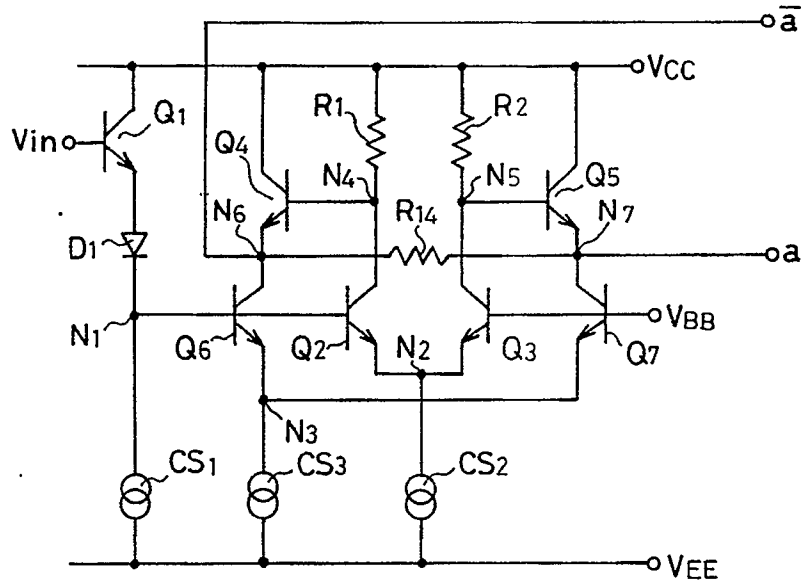 a̅
VCC
R1
R2
Q1
Vin
Q4
N4
N5
Q5
N6
R14
N7
D1
a
N1
VBB
Q6
Q2
N2
Q3
Q7
N3
CS1
CS3
CS2
VEE